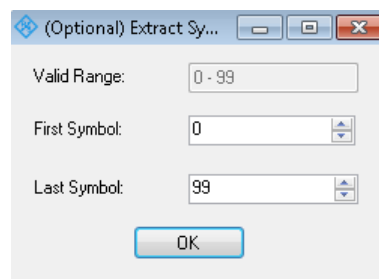 (Optional) Extract Sy...
Valid Range: 0 - 99
First Symbol: 0
Last Symbol: 99
OK